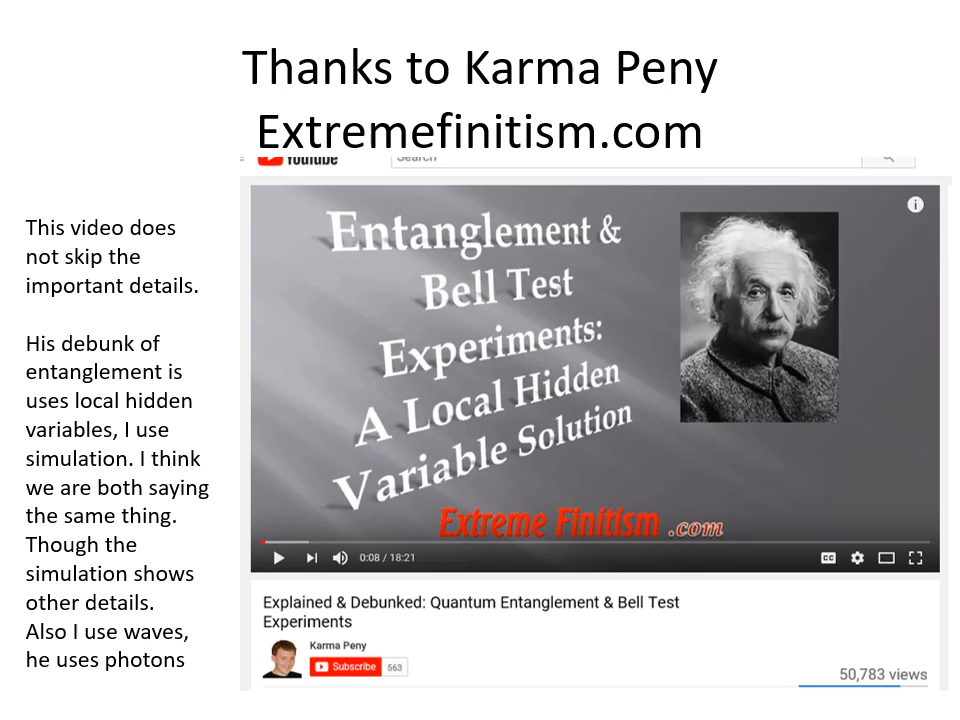 Thanks to Karma Peny
Extremefinitism.com
YouTube
Search
This video does
not skip the
important details.
His debunk of
entanglement is
uses local hidden
variables, I use
simulation. I think
we are both saying
the same thing.
Though the
simulation shows
other details.
Also I use waves,
he uses photons
Entanglement &
Bell Test
Experiments:
A Local Hidden
Variable Solution
Extreme Finitism .com
0:08 / 18:21
CC
Explained & Debunked: Quantum Entanglement & Bell Test
Experiments
Karma Peny
Subscribe 563
50,783 views